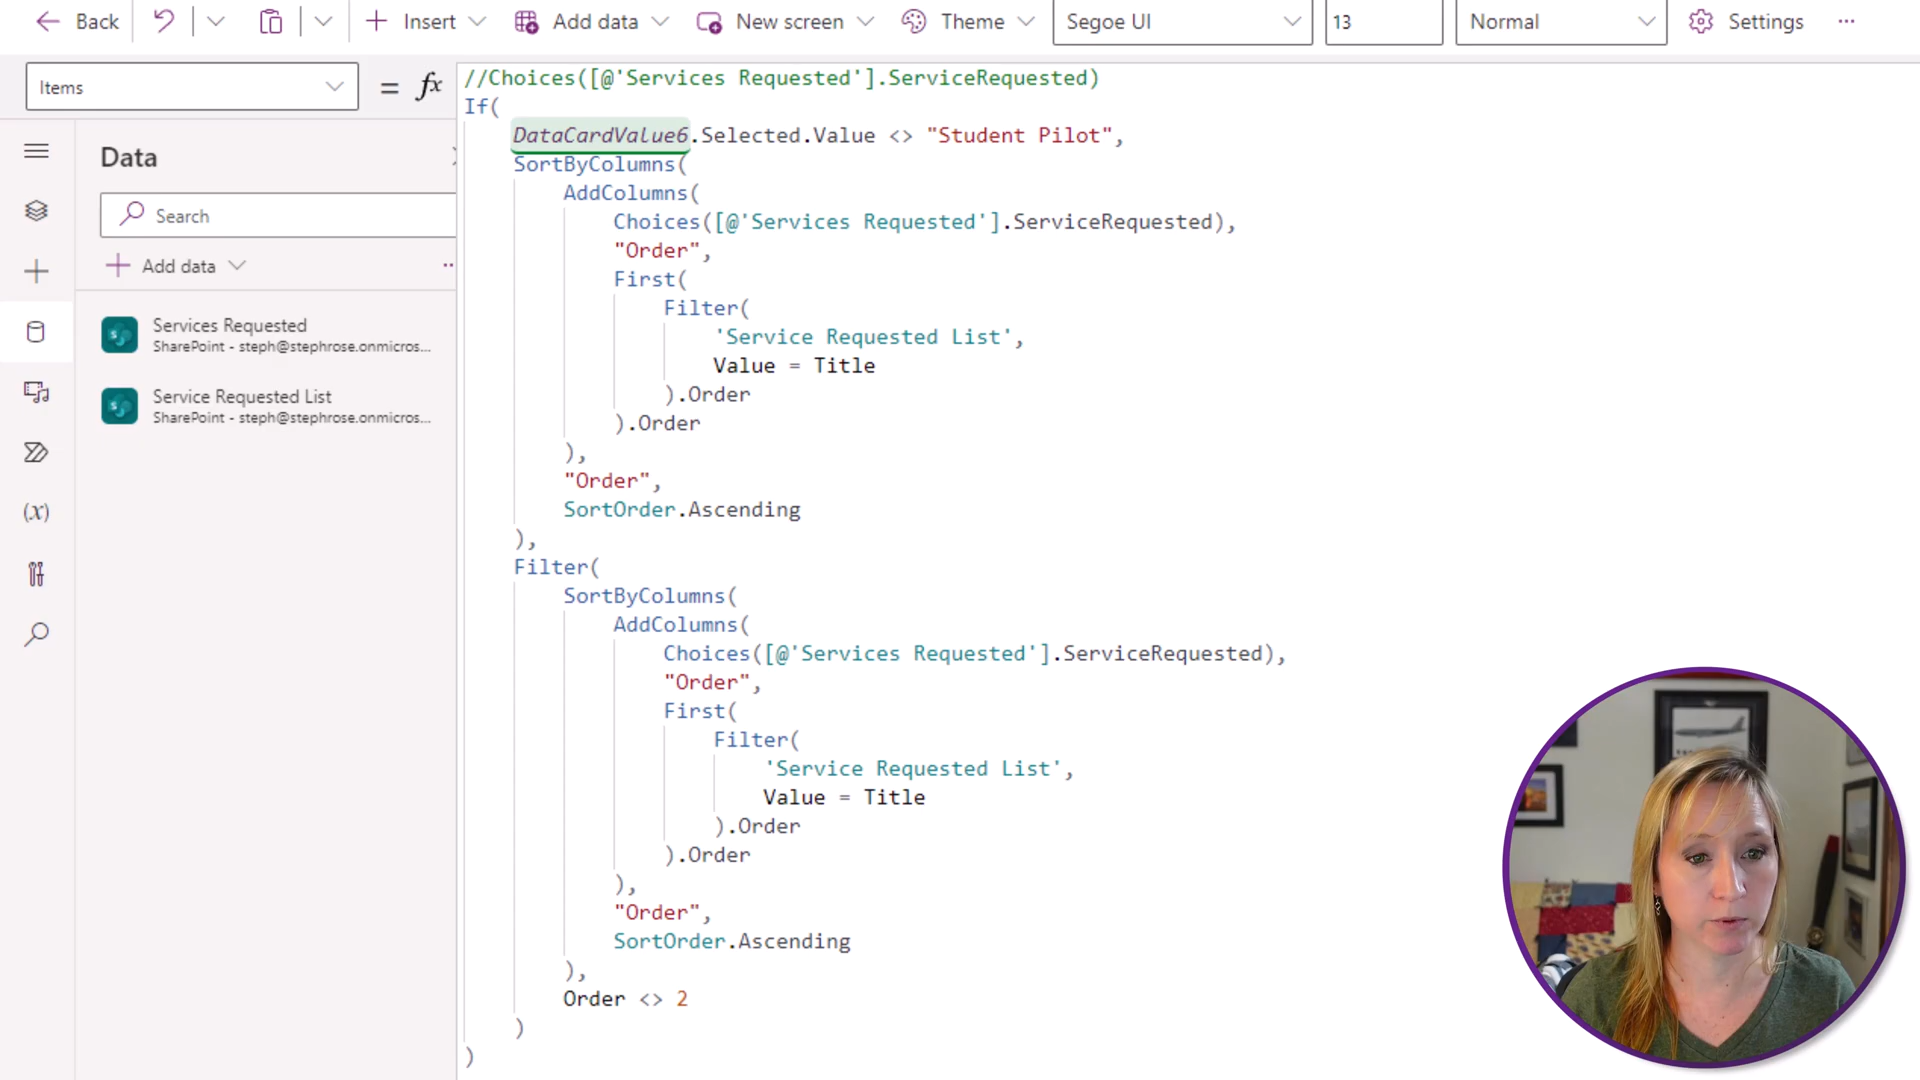 Back
Insert
Add data
New screen
Theme
Segoe UI
13
Normal
Settings
Items
= fx
//Choices([@'Services Requested'].ServiceRequested)
If(
DataCardValue6.Selected.Value <> "Student Pilot",
SortByColumns(
AddColumns(
Choices([@'Services Requested'].ServiceRequested),
"Order",
First(
Filter(
'Service Requested List',
Value = Title
).Order
).Order
),
"Order",
SortOrder.Ascending
),
Filter(
SortByColumns(
AddColumns(
Choices([@'Services Requested'].ServiceRequested),
"Order",
First(
Filter(
'Service Requested List',
Value = Title
).Order
).Order
),
"Order",
SortOrder.Ascending
),
Order <> 2
)
)
Data
Search
Add data
Services Requested
SharePoint - steph@stephrose.onmicros...
Service Requested List
SharePoint - steph@stephrose.onmicros...
(x)